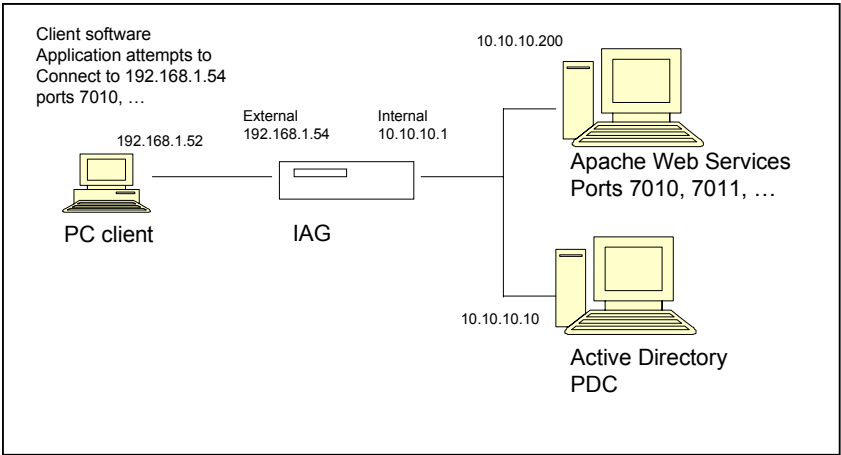 Client software
Application attempts to
Connect to 192.168.1.54
ports 7010, …
192.168.1.52
PC client
External
192.168.1.54
Internal
10.10.10.1
IAG
10.10.10.200
Apache Web Services
Ports 7010, 7011, …
10.10.10.10
Active Directory
PDC